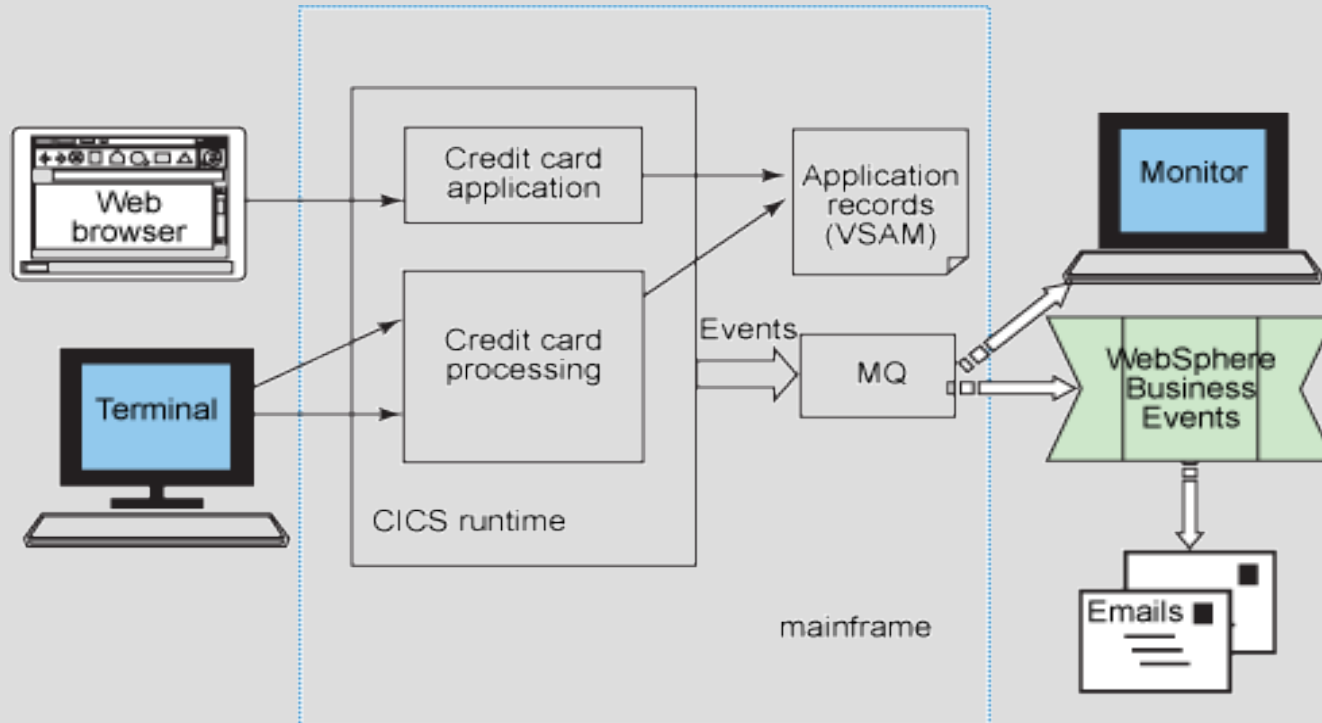 Web
browser
Terminal
Credit card
application
Credit card
processing
CICS runtime
Application
records
(VSAM)
Events
MQ
mainframe
Monitor
WebSphere
Business
Events
Emails